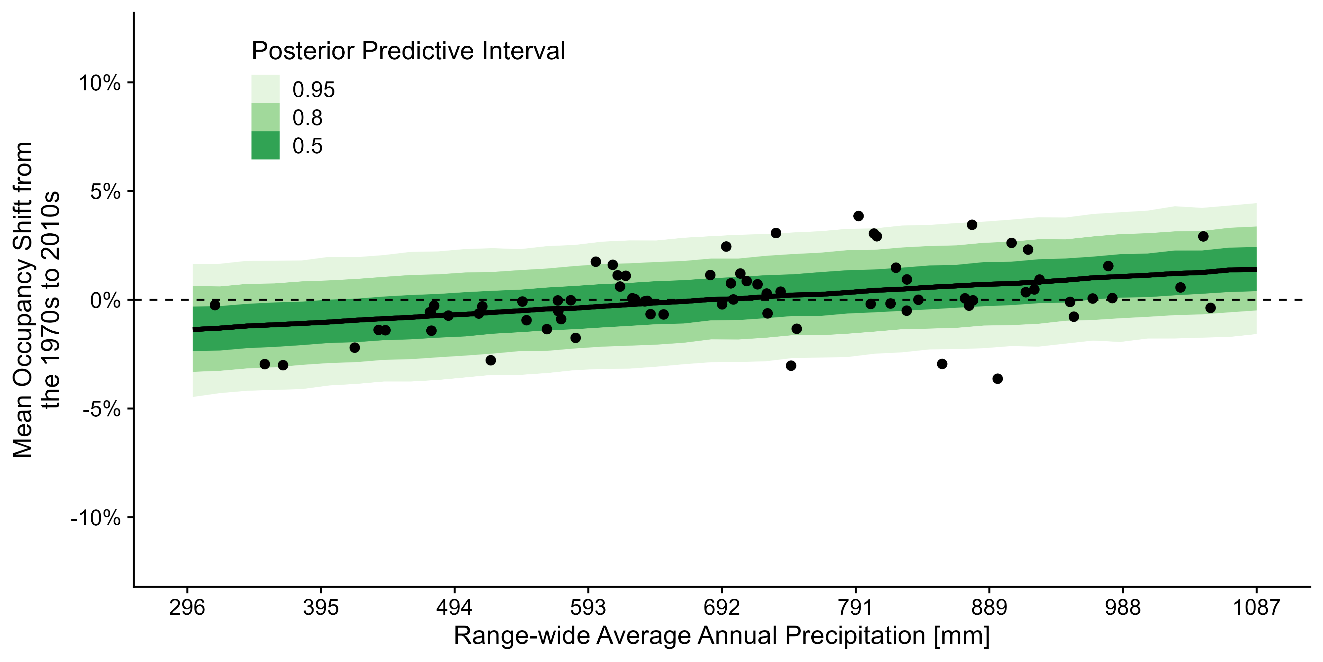 Posterior Predictive Interval
0.95
0.8
0.5
Mean Occupancy Shift from
the 1970s to 2010s
10%
5%
0%
-5%
-10%
296 395 494 593 692 791 889 988 1087
Range-wide Average Annual Precipitation [mm]